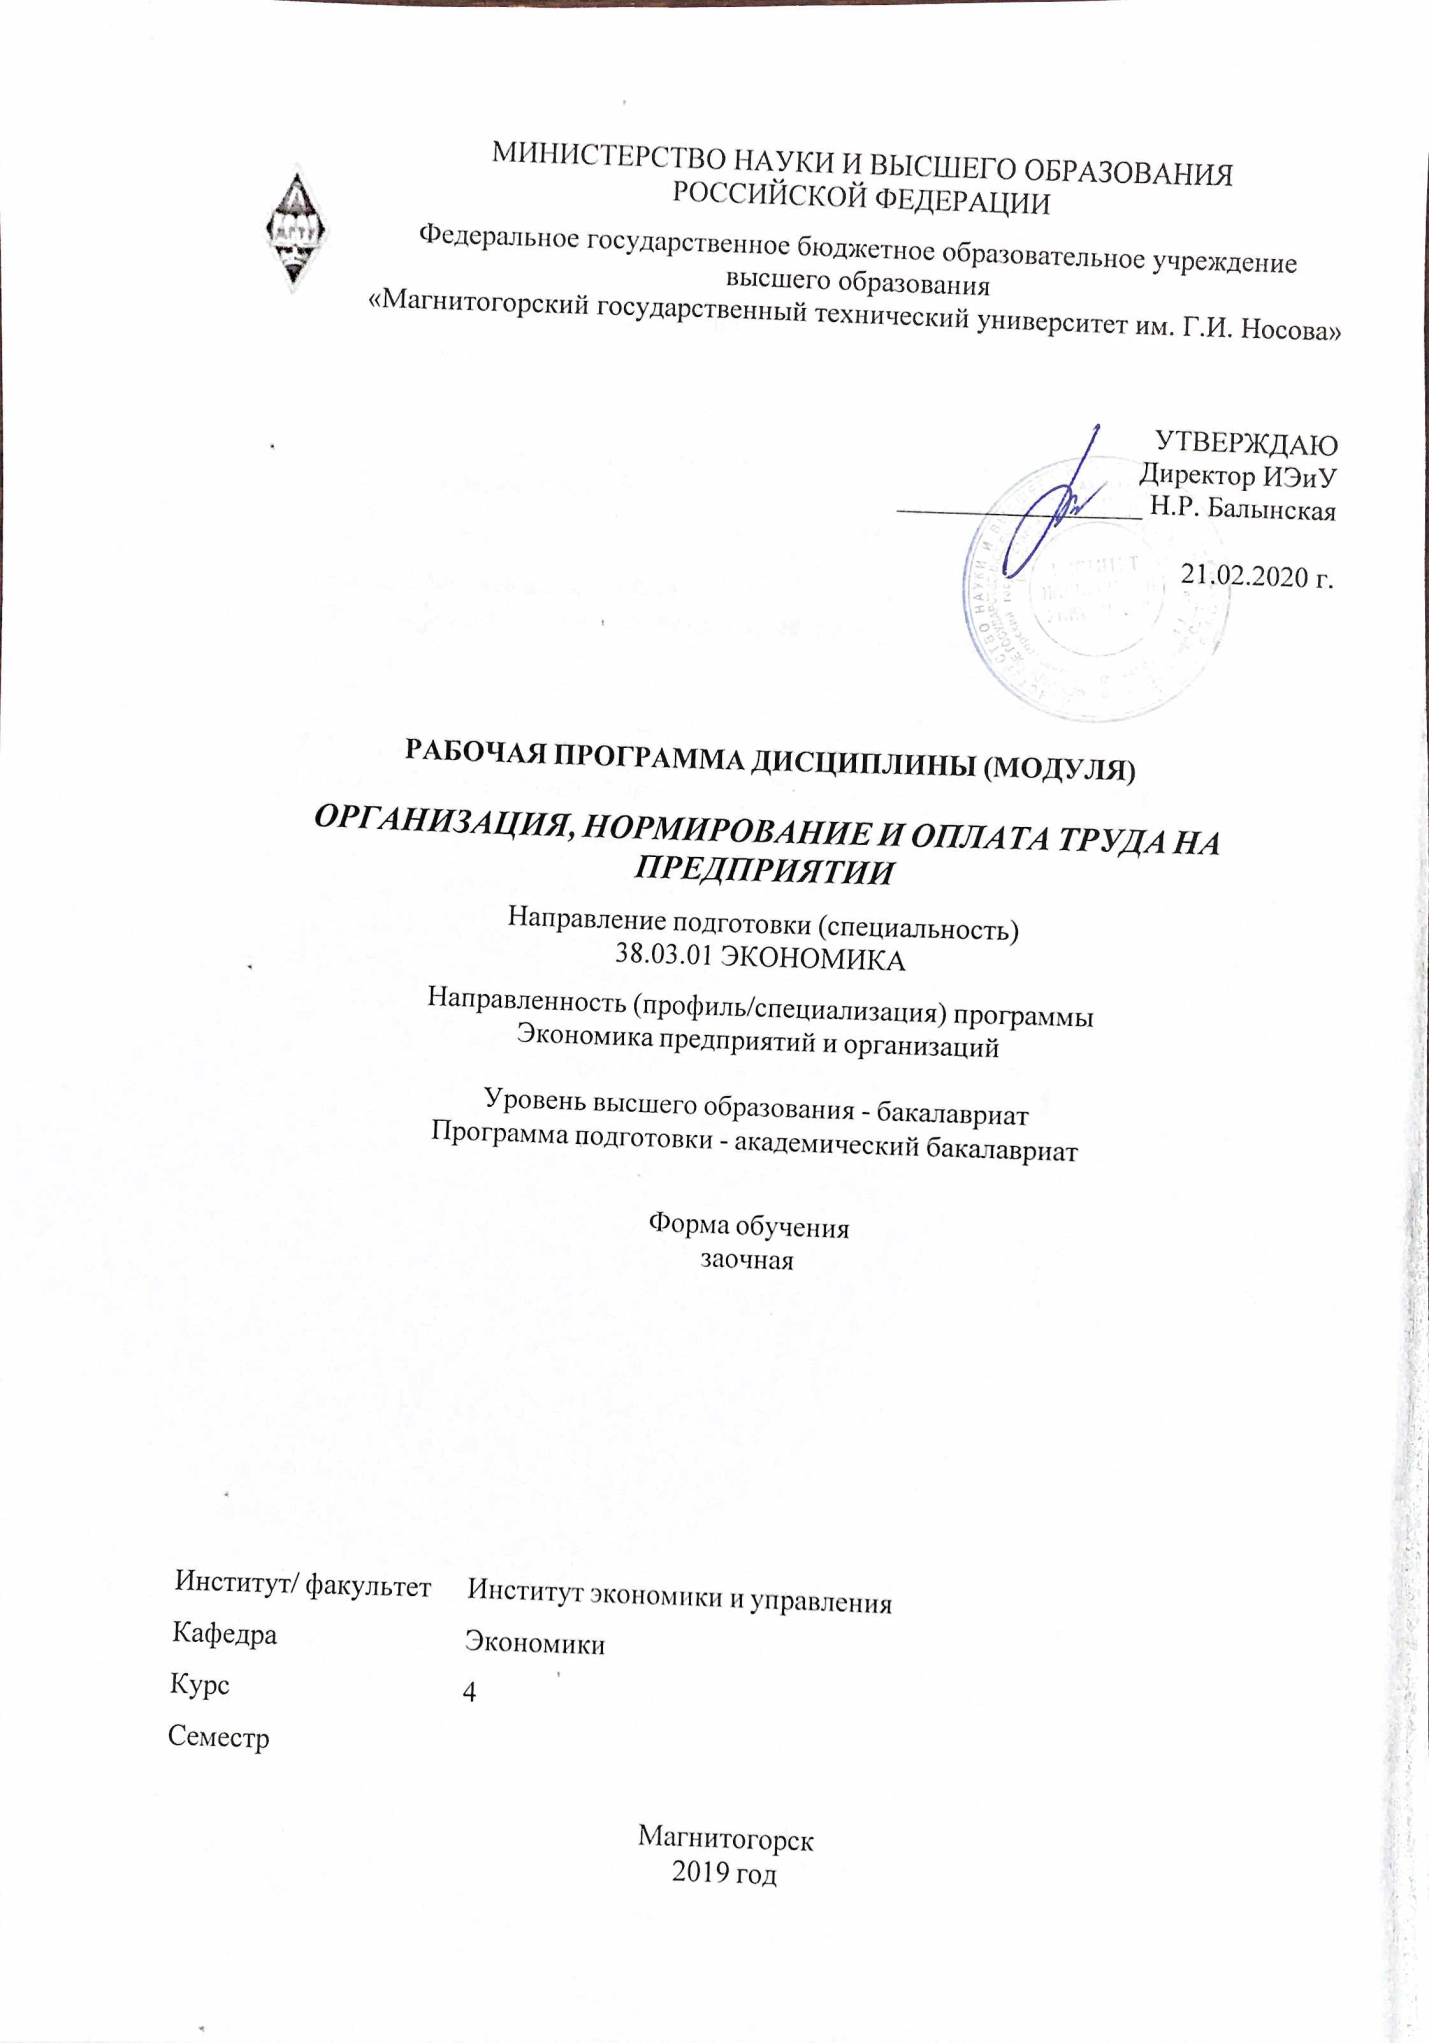 МИНИСТЕРСТВО НАУКИ И ВЫСШЕГО ОБРАЗОВАНИЯ
РОССИЙСКОЙ ФЕДЕРАЦИИ
Федеральное государственное бюджетное образовательное учреждение
высшего образования
«Магнитогорский государственный технический университет им. Г.И. Носова»
МГТУ
УТВЕРЖДАЮ
Директор ИЭиУ
Н.Р. Балынская
21.02.2020 г.
РАБОЧАЯ ПРОГРАММА ДИСЦИПЛИНЫ (МОДУЛЯ)
ОРГАНИЗАЦИЯ, НОРМИРОВАНИЕ И ОПЛАТА ТРУДА НА
ПРЕДПРИЯТИИ
Направление подготовки (специальность)
38.03.01 ЭКОНОМИКА
Направленность (профиль/специализация) программы
Экономика предприятий и организаций
Уровень высшего образования - бакалавриат
Программа подготовки - академический бакалавриат
Форма обучения
заочная
Институт/ факультет Институт экономики и управления
Кафедра Экономики
Курс 4
Семестр
Магнитогорск
2019 год